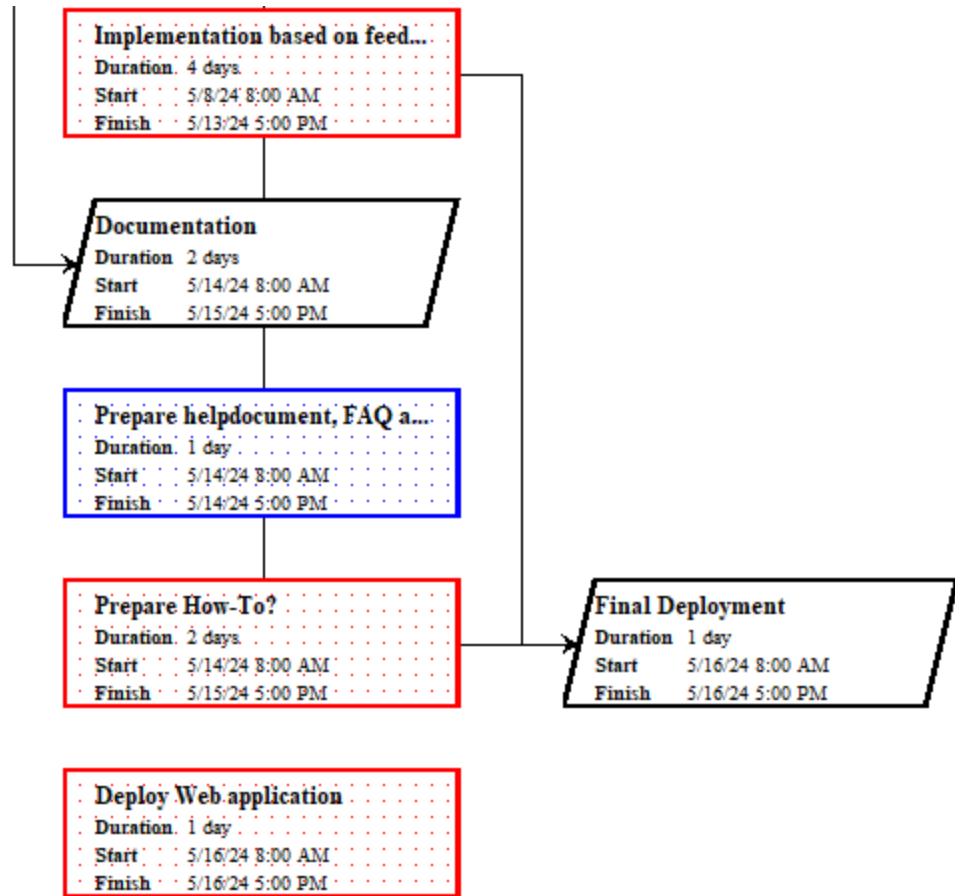 Implementation based on feed...
Duration 4 days
Start 5/8/24 8:00 AM
Finish 5/13/24 5:00 PM
Documentation
Duration 2 days
Start 5/14/24 8:00 AM
Finish 5/15/24 5:00 PM
Prepare helpdocument, FAQ a...
Duration 1 day
Start 5/14/24 8:00 AM
Finish 5/14/24 5:00 PM
Prepare How-To?
Duration 2 days
Start 5/14/24 8:00 AM
Finish 5/15/24 5:00 PM
Final Deployment
Duration 1 day
Start 5/16/24 8:00 AM
Finish 5/16/24 5:00 PM
Deploy Web application
Duration 1 day
Start 5/16/24 8:00 AM
Finish 5/16/24 5:00 PM